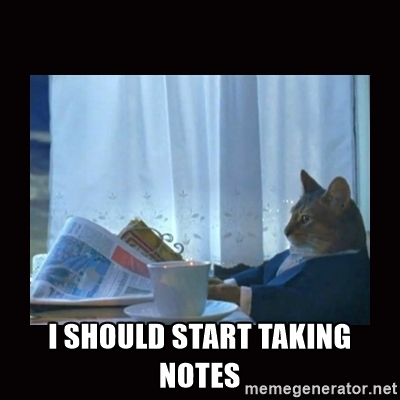 I SHOULD START TAKING
NOTES
memegenerator.net